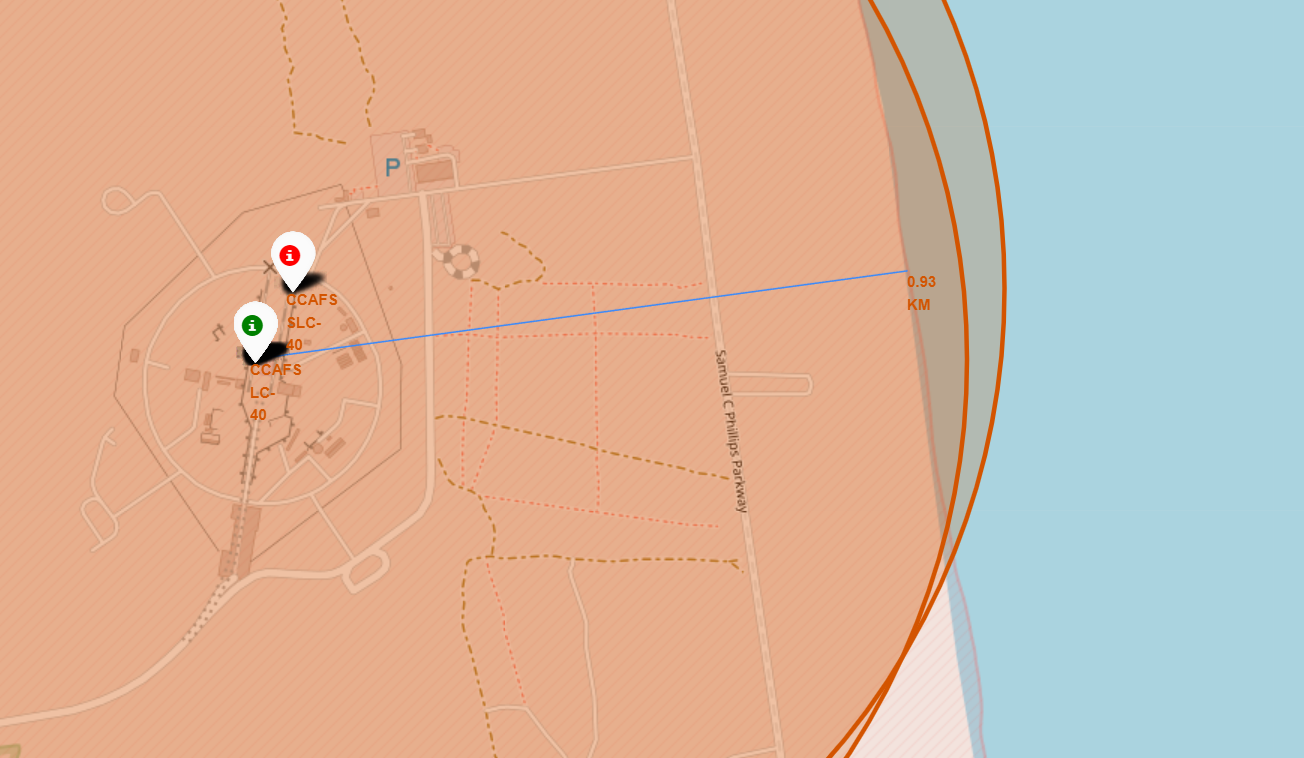 P
CCAFS
SLC-
40
CCAFS
LC-
40
0.93
KM
Samuel C Phillips Parkway